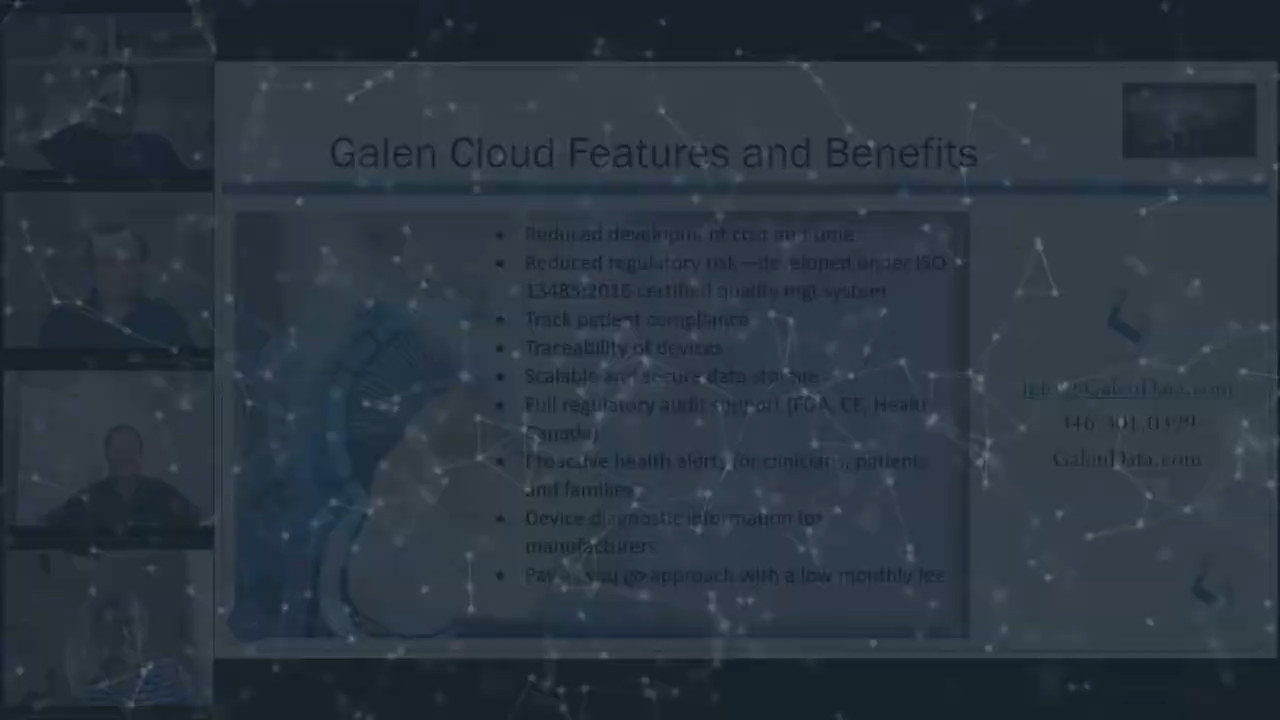 Galen Cloud Features and Benefits
• Reduced development cost and time
• Reduced regulatory risk—developed under ISO
13485:2016 certified quality mgt system
• Track patient compliance
• Traceability of devices
• Scalable and secure data storage
• Full regulatory audit support (FDA, CE, Health
Canada)
• Proactive health alerts for clinicians, patients
and families
• Device diagnostic information for
manufacturers
• Pay as you go approach with a low monthly fee
346.301.0399
GalenData.com